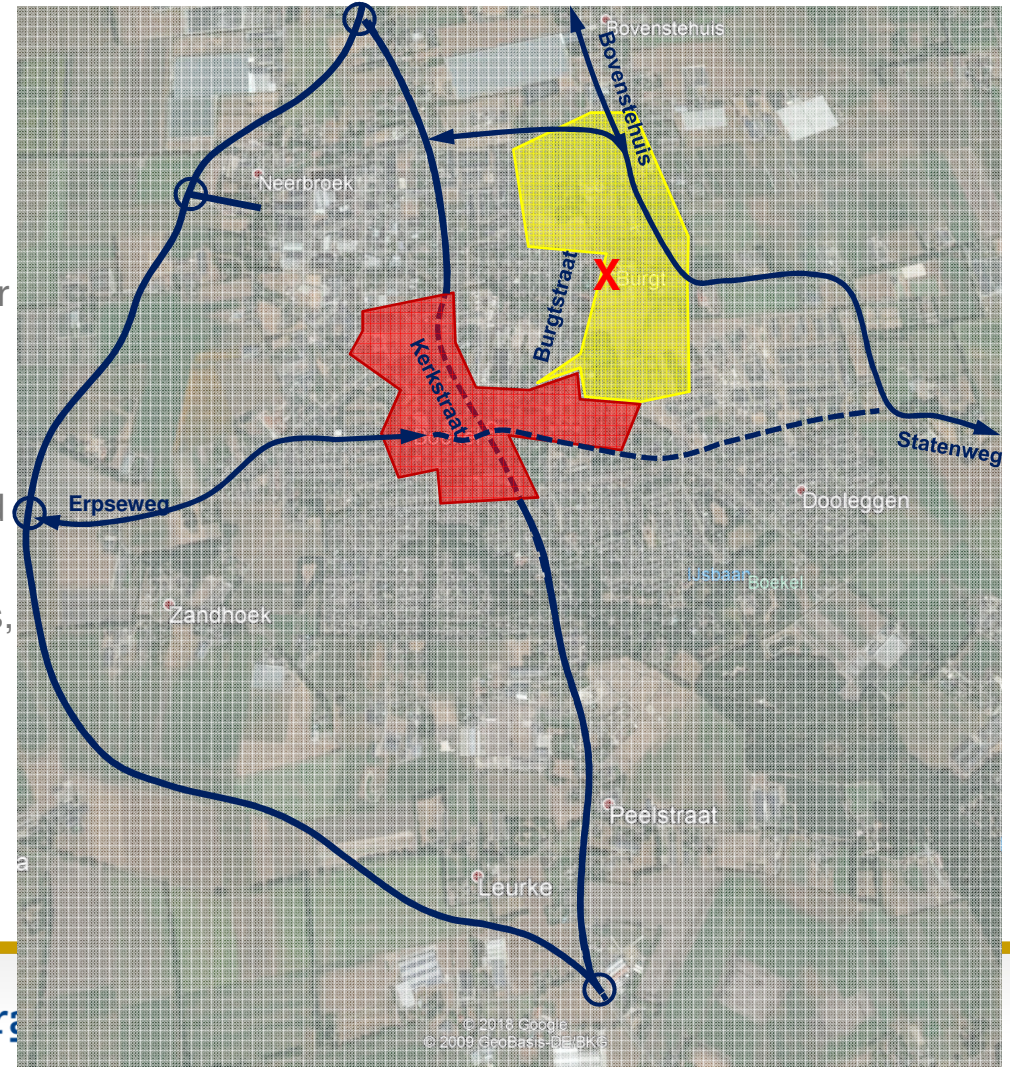 Bovenstehuis
Bovenstehuis
Neerbroek
X
Burgt
Burgtstraat
Kerkstraat
Statenweg
Erpseweg
Dooleggen
IJsbaan
Boekel
Zandhoek
Peelstraat
Leurke
© 2018 Google
© 2009 GeoBasis-DE/BKG